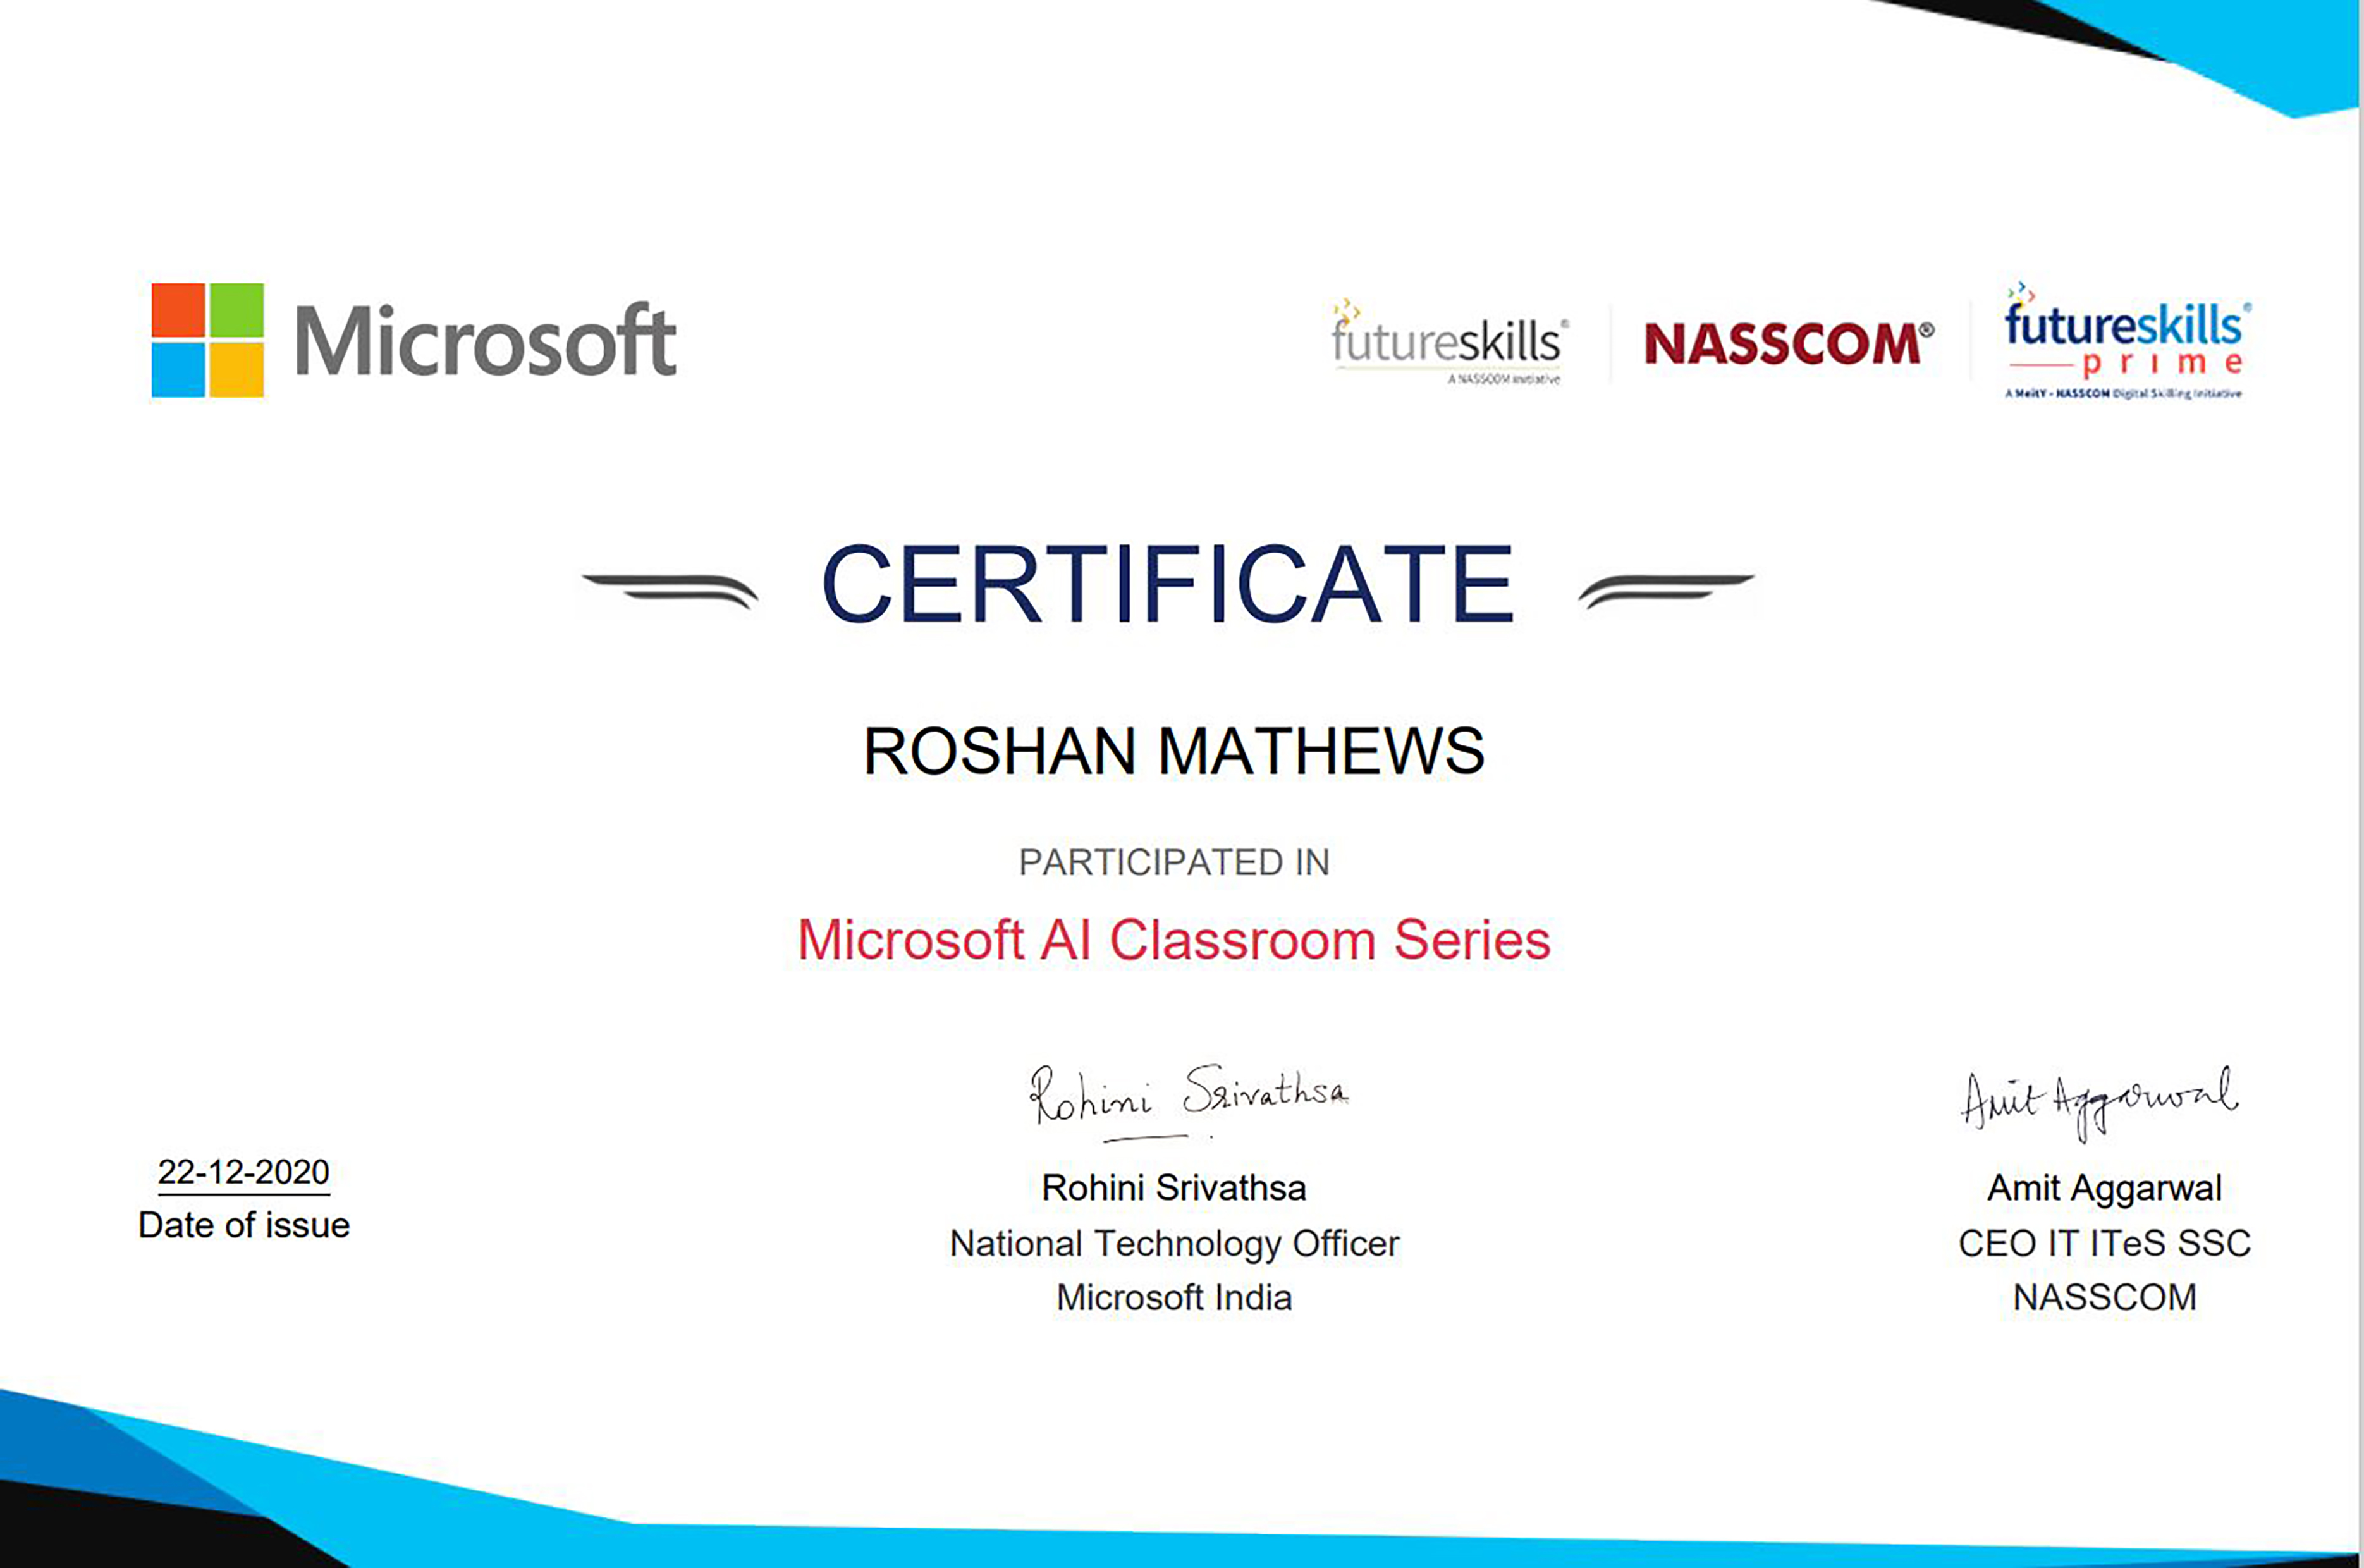 Microsoft
futureskills®
A NASSCOM Initiative
NASSCOM®
futureskills®
prime
A MeitY - NASSCOM Digital Skilling Initiative
CERTIFICATE
ROSHAN MATHEWS
PARTICIPATED IN
Microsoft AI Classroom Series
Rohini Srivathsa
Amit Aggarwal
22-12-2020
Date of issue
Rohini Srivathsa
National Technology Officer
Microsoft India
Amit Aggarwal
CEO IT ITeS SSC
NASSCOM